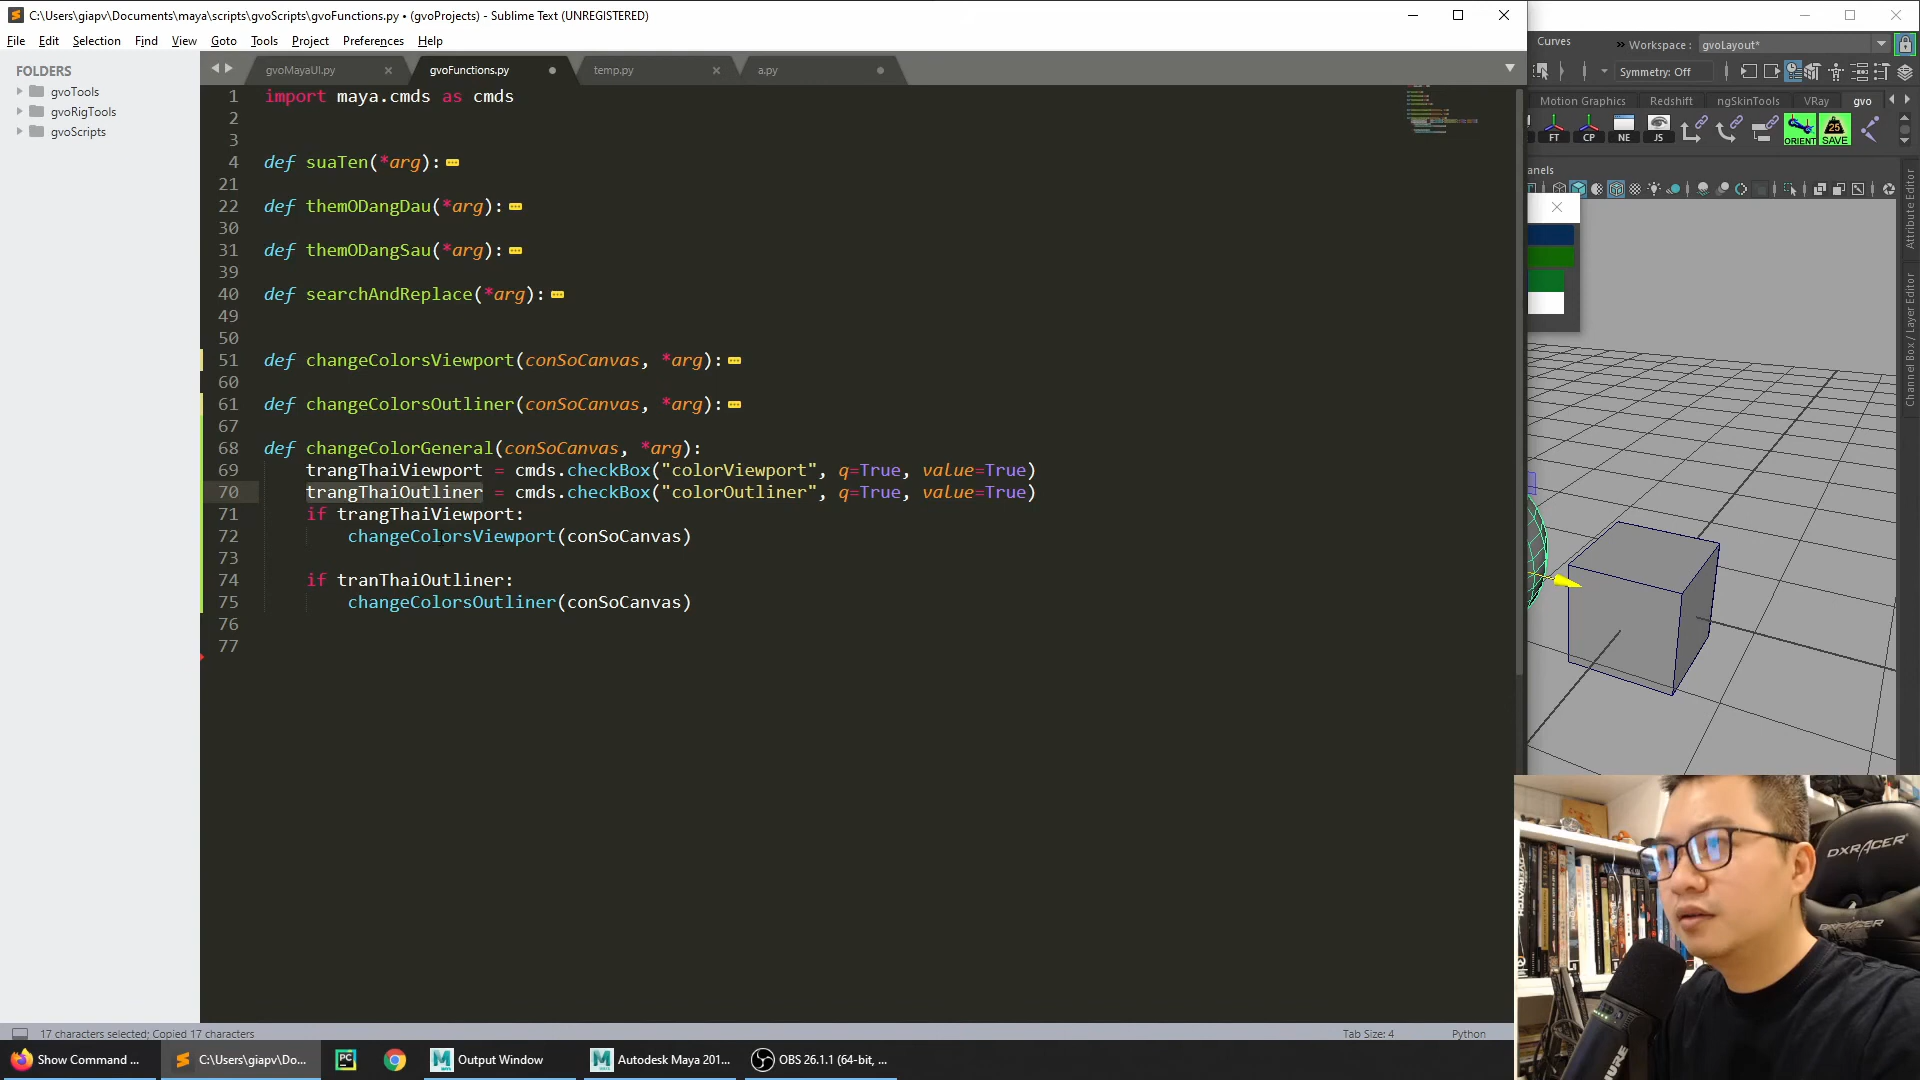 C:\Users\giapv\Documents\maya\scripts\gvoScripts\gvoFunctions.py • (gvoProjects) - Sublime Text (UNREGISTERED)
File Edit Selection Find View Goto Tools Project Preferences Help
FOLDERS
gvoTools
gvoRigTools
gvoScripts
gvoMayaUI.py
gvoFunctions.py
temp.py
a.py
1 import maya.cmds as cmds
2
3
4 def suaTen(*arg):
21
22 def themODangDau(*arg):
30
31 def themODangSau(*arg):
39
40 def searchAndReplace(*arg):
49
50
51 def changeColorsViewport(conSoCanvas, *arg):
60
61 def changeColorsOutliner(conSoCanvas, *arg):
67
68 def changeColorGeneral(conSoCanvas, *arg):
69 trangThaiViewport = cmds.checkBox("colorViewport", q=True, value=True)
70 trangThaiOutliner = cmds.checkBox("colorOutliner", q=True, value=True)
71 if trangThaiViewport:
72 changeColorsViewport(conSoCanvas)
73
74 if tranThaiOutliner:
75 changeColorsOutliner(conSoCanvas)
76
77
17 characters selected; Copied 17 characters
Tab Size: 4
Python
Curves
Workspace :
gvoLayout*
Symmetry: Off
Motion Graphics
Redshift
ngSkinTools
VRay
gvo
FT
CP
NE
JS
ORIENT
25
SAVE
anels
Attribute Editor
Channel Box / Layer Editor
DXRACER
DXRACER
Show Command ...
C:\Users\giapv\Do...
PC
Output Window
Autodesk Maya 201...
OBS 26.1.1 (64-bit, ...